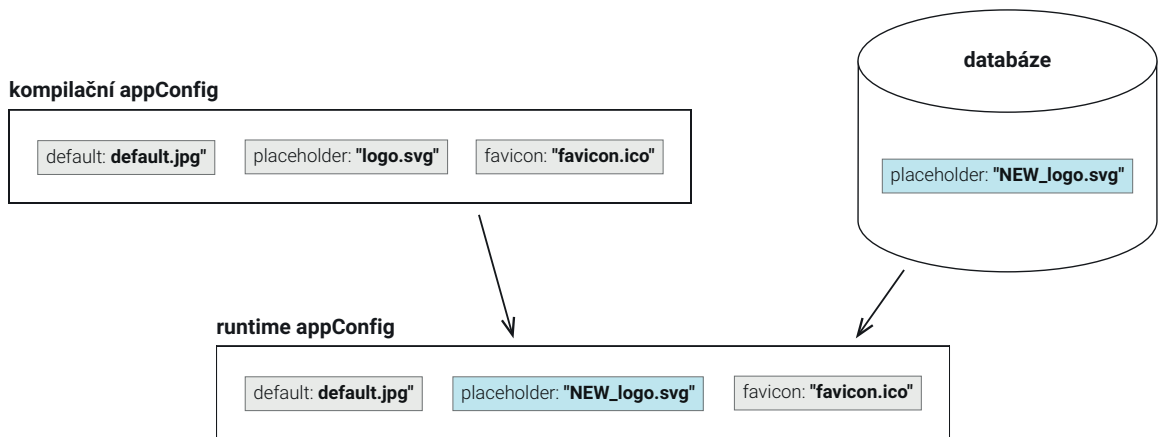 databáze
kompilační appConfig
default: default.jpg"
placeholder: "logo.svg"
favicon: "favicon.ico"
placeholder: "NEW_logo.svg"
runtime appConfig
default: default.jpg"
placeholder: "NEW_logo.svg"
favicon: "favicon.ico"